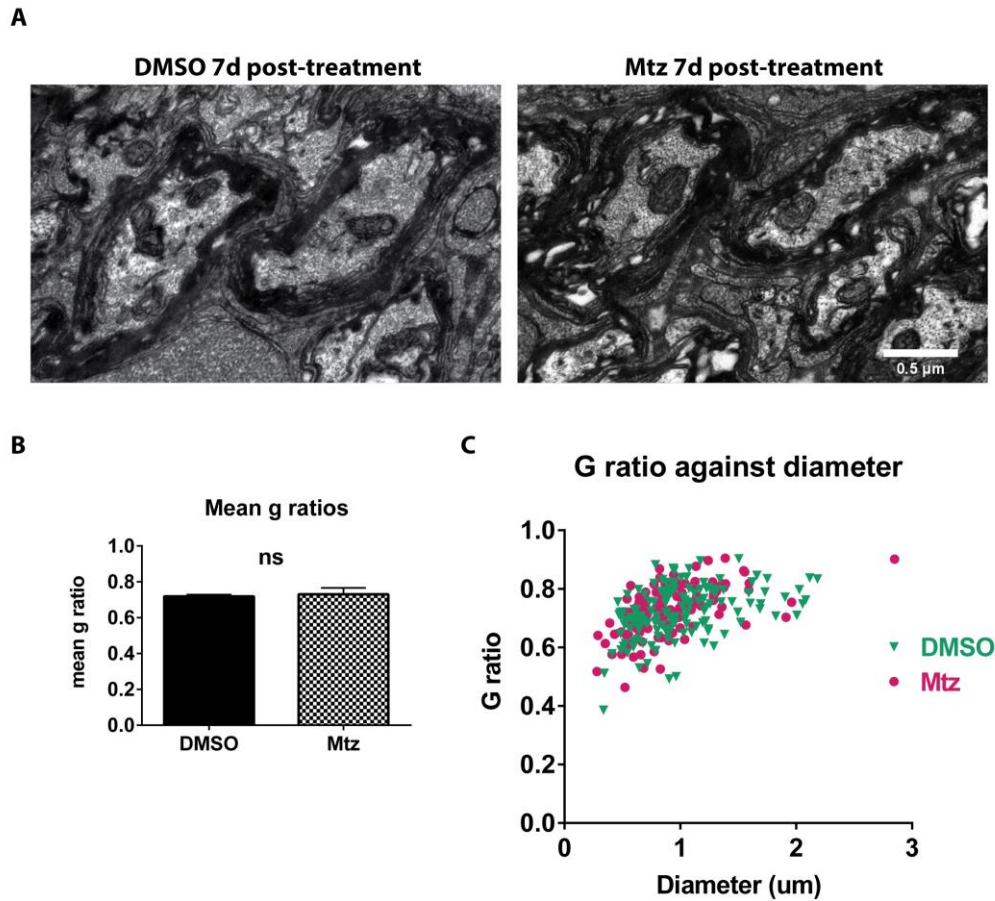 A
DMSO 7d post-treatment
Mtz 7d post-treatment
0.5 µm
B
Mean g ratios
ns
mean g ratio
1.0
0.8
0.6
0.4
0.2
0.0
DMSO
Mtz
C
G ratio against diameter
G ratio
1.0
0.8
0.6
0.4
0.2
0.0
0
1
2
3
Diameter (um)
DMSO
Mtz